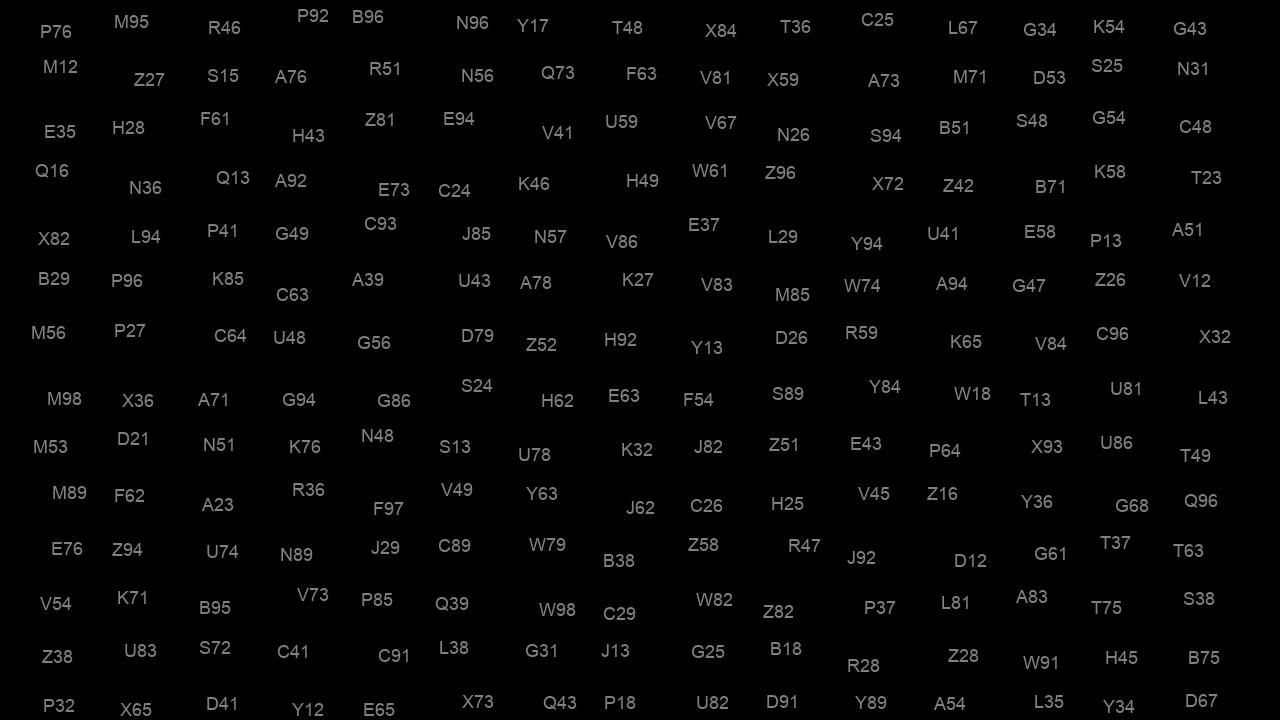 P76 M95 R46 P92 B96 N96 Y17 T48 X84 T36 C25 L67 G34 K54 G43
M12 Z27 S15 A76 R51 N56 Q73 F63 V81 X59 A73 M71 D53 S25 N31
E35 H28 F61 H43 Z81 E94 V41 U59 V67 N26 S94 B51 S48 G54 C48
Q16 N36 Q13 A92 E73 C24 K46 H49 W61 Z96 X72 Z42 B71 K58 T23
X82 L94 P41 G49 C93 J85 N57 V86 E37 L29 Y94 U41 E58 P13 A51
B29 P96 K85 C63 A39 U43 A78 K27 V83 M85 W74 A94 G47 Z26 V12
M56 P27 C64 U48 G56 D79 Z52 H92 Y13 D26 R59 K65 V84 C96 X32
M98 X36 A71 G94 G86 S24 H62 E63 F54 S89 Y84 W18 T13 U81 L43
M53 D21 N51 K76 N48 S13 U78 K32 J82 Z51 E43 P64 X93 U86 T49
M89 F62 A23 R36 F97 V49 Y63 J62 C26 H25 V45 Z16 Y36 G68 Q96
E76 Z94 U74 N89 J29 C89 W79 B38 Z58 R47 J92 D12 G61 T37 T63
V54 K71 B95 V73 P85 Q39 W98 C29 W82 Z82 P37 L81 A83 T75 S38
Z38 U83 S72 C41 C91 L38 G31 J13 G25 B18 R28 Z28 W91 H45 B75
P32 X65 D41 Y12 E65 X73 Q43 P18 U82 D91 Y89 A54 L35 Y34 D67